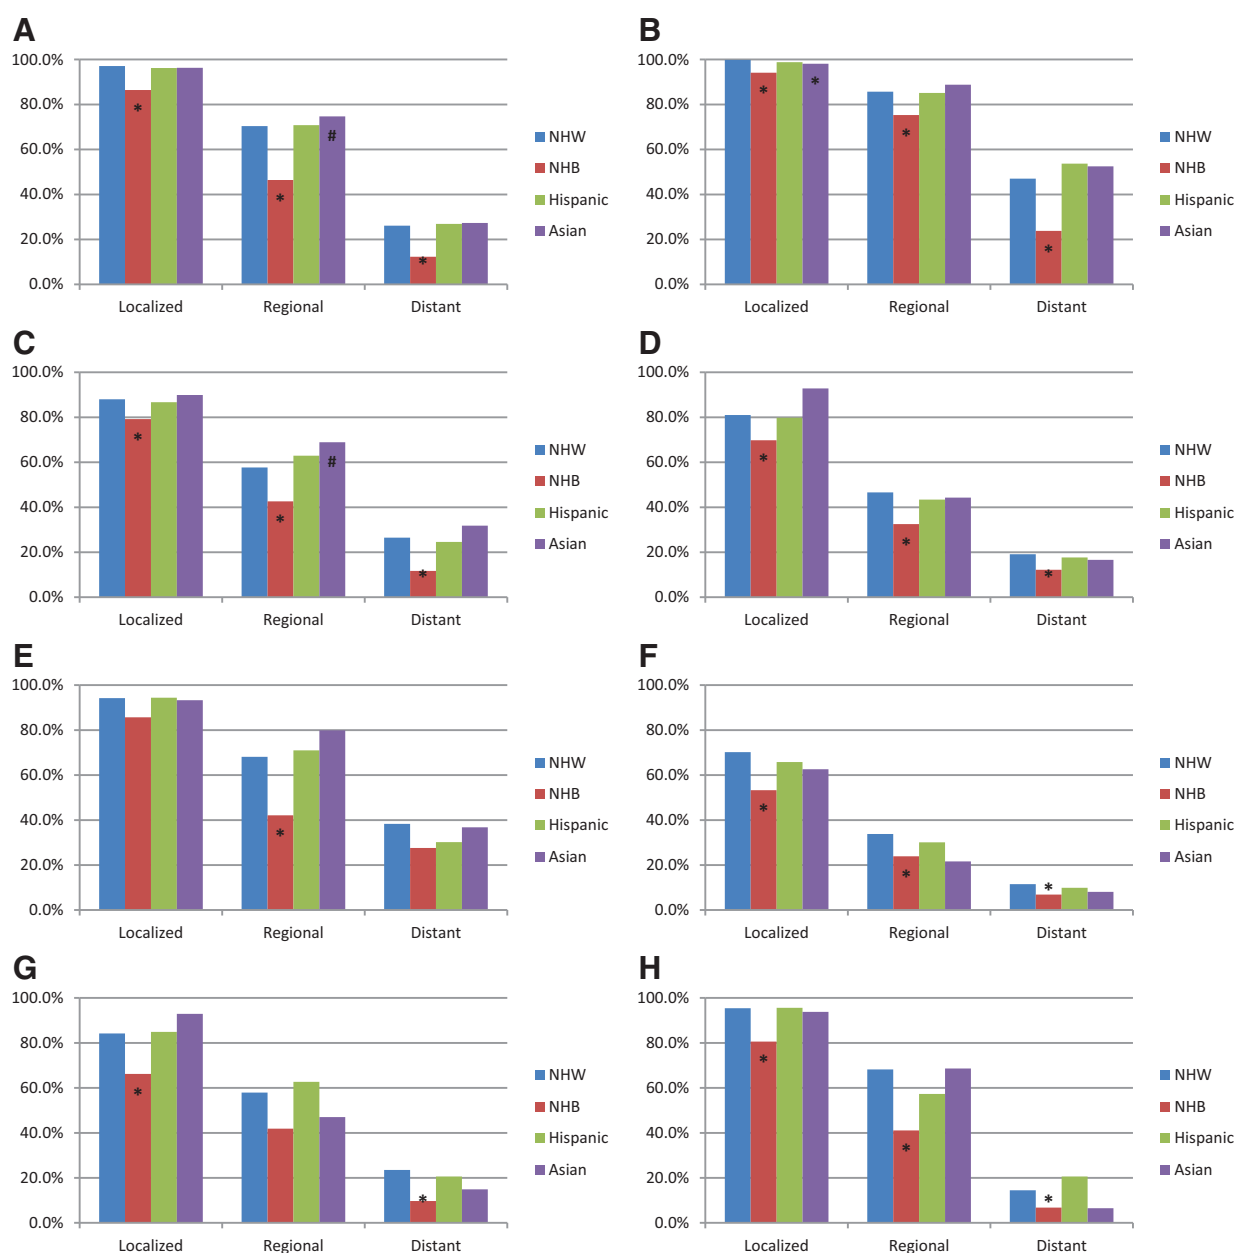 A
100.0%
80.0%
60.0%
40.0%
20.0%
0.0%
*
*
#
*
Localized Regional Distant
NHW
NHB
Hispanic
Asian
B
100.0%
80.0%
60.0%
40.0%
20.0%
0.0%
* *
*
*
Localized Regional Distant
NHW
NHB
Hispanic
Asian
C
100.0%
80.0%
60.0%
40.0%
20.0%
0.0%
*
*
#
*
Localized Regional Distant
NHW
NHB
Hispanic
Asian
D
100.0%
80.0%
60.0%
40.0%
20.0%
0.0%
*
*
*
Localized Regional Distant
NHW
NHB
Hispanic
Asian
E
100.0%
80.0%
60.0%
40.0%
20.0%
0.0%
*
Localized Regional Distant
NHW
NHB
Hispanic
Asian
F
100.0%
80.0%
60.0%
40.0%
20.0%
0.0%
*
*
*
Localized Regional Distant
NHW
NHB
Hispanic
Asian
G
100.0%
80.0%
60.0%
40.0%
20.0%
0.0%
*
*
Localized Regional Distant
NHW
NHB
Hispanic
Asian
H
100.0%
80.0%
60.0%
40.0%
20.0%
0.0%
*
*
*
Localized Regional Distant
NHW
NHB
Hispanic
Asian